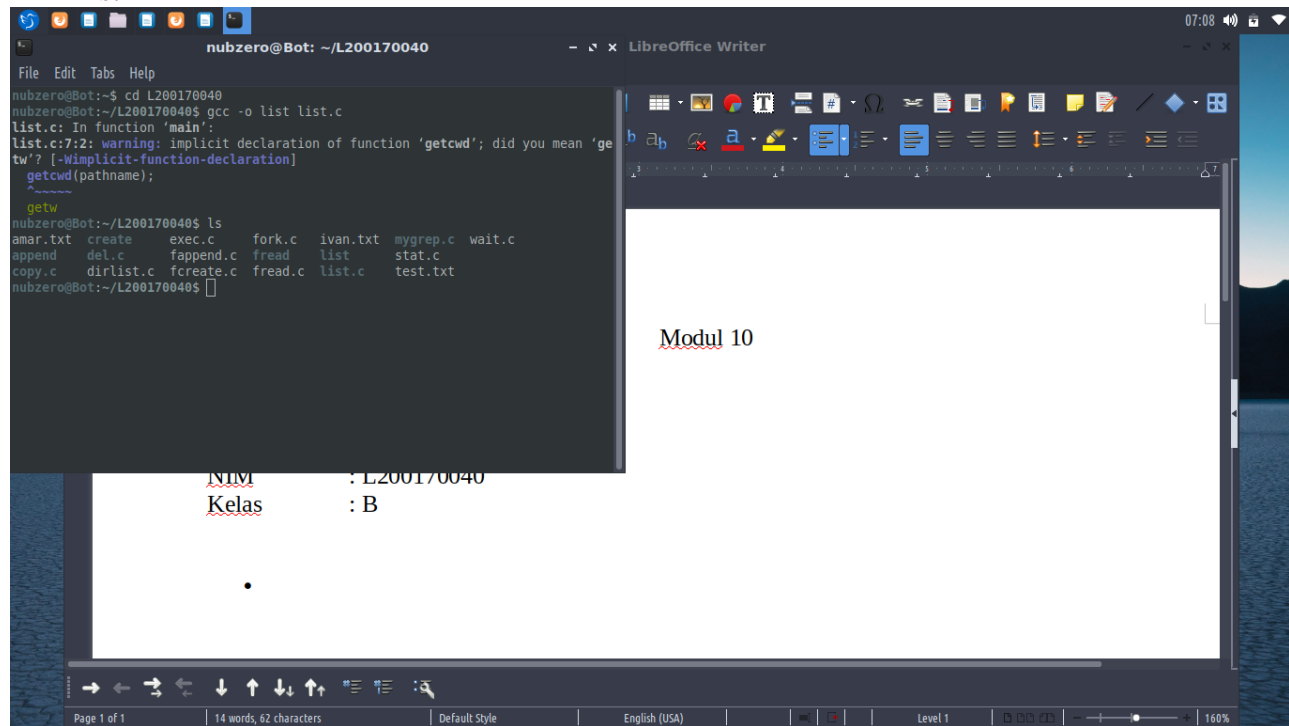 07:08
nubzero@Bot: ~/L200170040
LibreOffice Writer
File Edit Tabs Help
nubzero@Bot:~$ cd L200170040
nubzero@Bot:~/L200170040$ gcc -o list list.c
list.c: In function ‘main’:
list.c:7:2: warning: implicit declaration of function ‘getcwd’; did you mean ‘ge
tw’? [-Wimplicit-function-declaration]
getcwd(pathname);
^~~~~~
getw
nubzero@Bot:~/L200170040$ ls
amar.txt create exec.c fork.c ivan.txt mygrep.c wait.c
append del.c fappend.c fread list stat.c
copy.c dirlist.c fcreate.c fread.c list.c test.txt
nubzero@Bot:~/L200170040$
Modul 10
NIM : L200170040
Kelas : B
Page 1 of 1 14 words, 62 characters Default Style English (USA) Level 1 160%